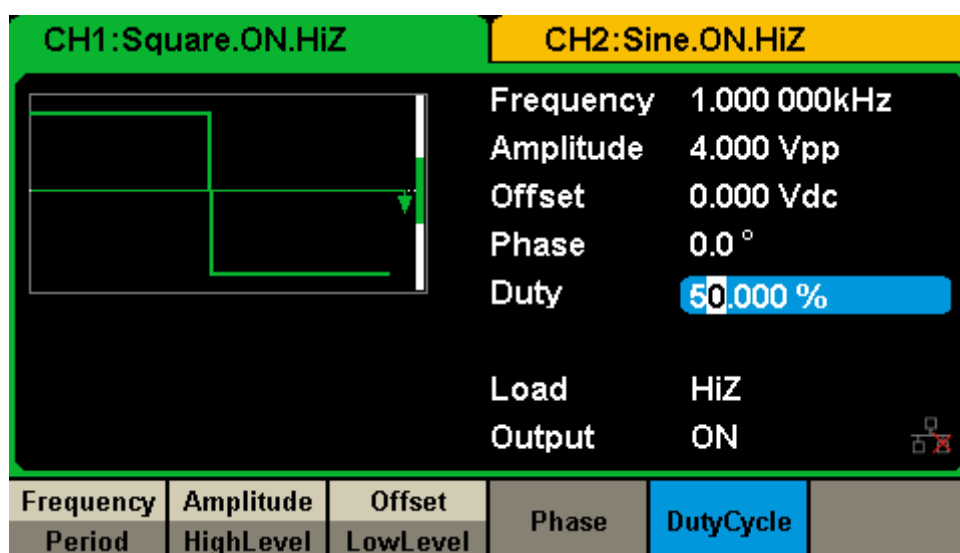 CH1:Square.ON.HiZ
CH2:Sine.ON.HiZ
Frequency 1.000 000kHz
Amplitude 4.000 Vpp
Offset 0.000 Vdc
Phase 0.0 °
Duty 50.000 %
Load HiZ
Output ON
Frequency Amplitude Offset Phase DutyCycle
Period HighLevel LowLevel